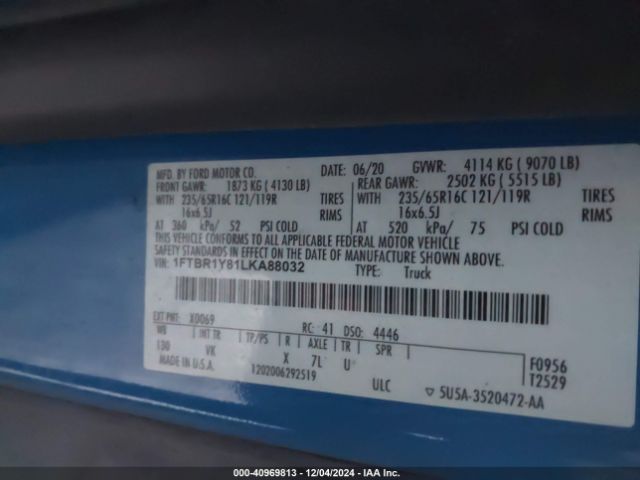 MFD. BY FORD MOTOR CO. DATE: 06/20 GVWR: 4114 KG ( 9070 LB)
FRONT GAWR: 1873 KG ( 4130 LB) REAR GAWR: 2502 KG ( 5515 LB)
WITH 235/65R16C 121/119R TIRES WITH 235/65R16C 121/119R TIRES
16x6.5J RIMS 16x6.5J RIMS
AT 360 kPa/ 52 PSI COLD AT 520 kPa/ 75 PSI COLD
THIS VEHICLE CONFORMS TO ALL APPLICABLE FEDERAL MOTOR VEHICLE
SAFETY STANDARDS IN EFFECT ON THE DATE OF MANUFACTURE SHOWN ABOVE.
VIN: 1FTBR1Y81LKA88032 TYPE: Truck
EXT PNT: X0069 RC: 41 DSO: 4446
WB INT TR TP/PS R AXLE TR SPR
130 VK X 7L U F0956
MADE IN U.S.A. 1202006292519 ULC T2529
▽ 5U5A-3520472-AA
000-40969813 - 12/04/2024 - IAA Inc.